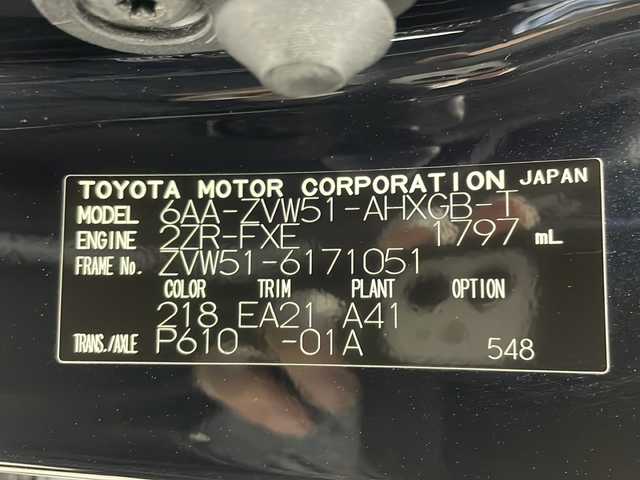 TOYOTA MOTOR CORPORATION JAPAN
MODEL 6AA-ZVW51-AHXGB-T
ENGINE 2ZR-FXE 1797 mL
FRAME No. ZVW51-6171051
COLOR TRIM PLANT OPTION
218 EA21 A41
TRANS./AXLE P610 -01A 548